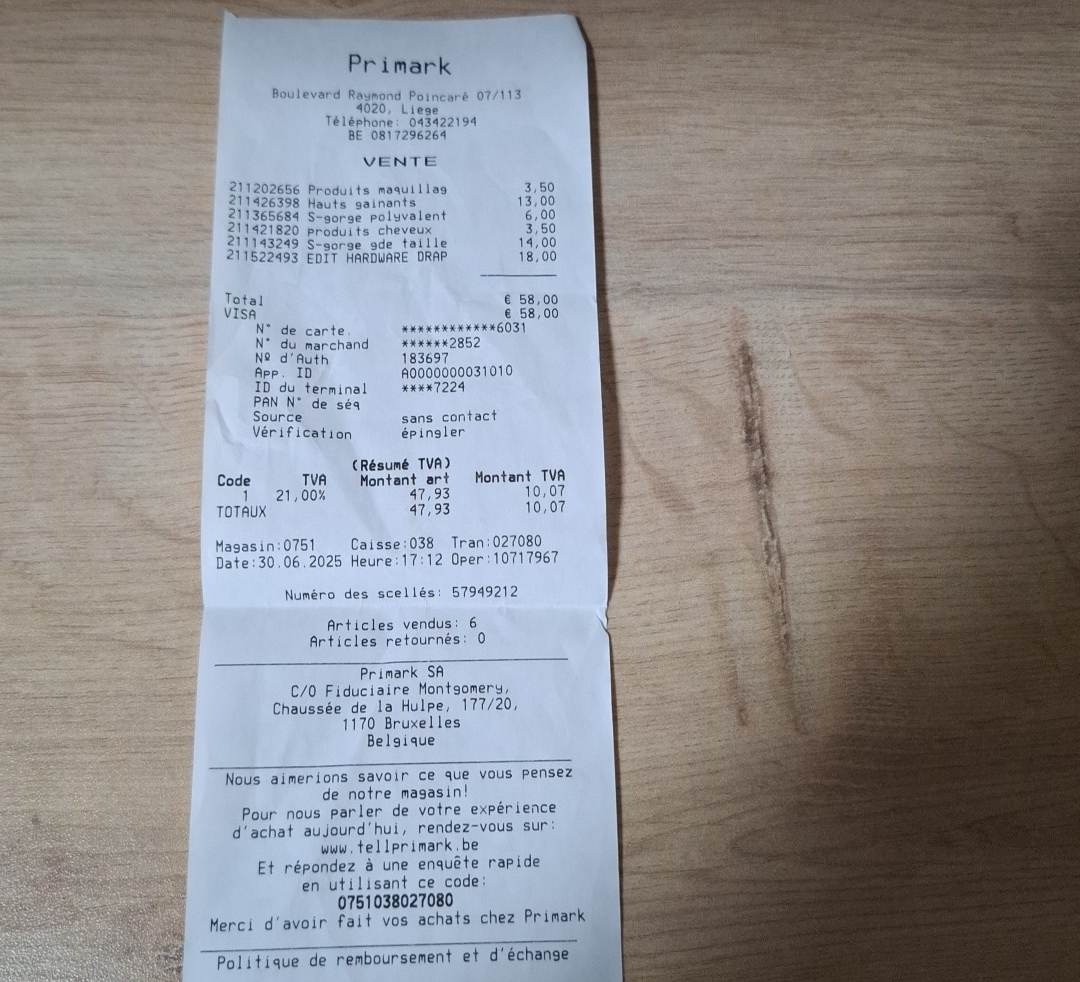 Primark
Boulevard Raymond Poincaré 07/113
4020, Liege
Téléphone: 043422194
BE 0817296264
VENTE
211202656 Produits maquillag 3,50
211426398 Hauts gainants 13,00
211365684 S-gorge polyvalent 6,00
211421820 Produits cheveux 3,50
211143249 S-gorge gde taille 14,00
211522493 EDIT HARDWARE DRAP 18,00
Total € 58,00
VISA € 58,00
N° de carte. ************6031
N° du marchand ******2852
Nº d'Auth 183697
App. ID A0000000031010
ID du terminal ****7224
PAN N° de séq
Source sans contact
Vérification épingler
(Résumé TVA)
Code TVA Montant art Montant TVA
1 21,00% 47,93 10,07
TOTAUX 47,93 10,07
Magasin:0751 Caisse:038 Tran:027080
Date:30.06.2025 Heure:17:12 Oper:10717967
Numéro des scellés: 57949212
Articles vendus: 6
Articles retournés: 0
Primark SA
C/O Fiduciaire Montgomery,
Chaussée de la Hulpe, 177/20,
1170 Bruxelles
Belgique
Nous aimerions savoir ce que vous pensez
de notre magasin!
Pour nous parler de votre expérience
d'achat aujourd'hui, rendez-vous sur:
www.tellprimark.be
Et répondez à une enquête rapide
en utilisant ce code:
0751038027080
Merci d'avoir fait vos achats chez Primark
Politique de remboursement et d'échange